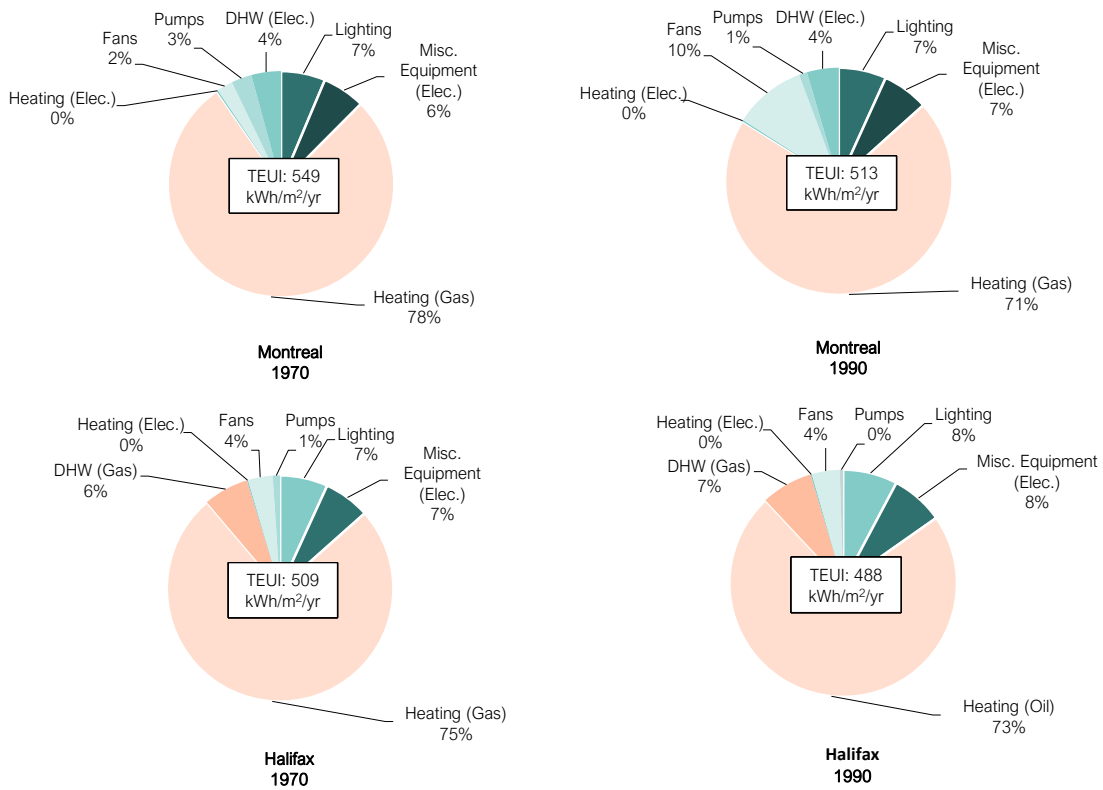 Pumps
3%
DHW (Elec.)
4%
Lighting
7%
Fans
2%
Misc.
Equipment
(Elec.)
6%
Heating (Elec.)
0%
TEUI: 549
kWh/m²/yr
Heating (Gas)
78%
Montreal
1970
Fans
10%
Pumps
1%
DHW (Elec.)
4%
Lighting
7%
Misc.
Equipment
(Elec.)
7%
Heating (Elec.)
0%
TEUI: 513
kWh/m²/yr
Heating (Gas)
71%
Montreal
1990
Heating (Elec.)
0%
Fans
4%
Pumps
1%
Lighting
7%
Misc.
Equipment
(Elec.)
7%
DHW (Gas)
6%
TEUI: 509
kWh/m²/yr
Heating (Gas)
75%
Halifax
1970
Heating (Elec.)
0%
Fans
4%
Pumps
0%
Lighting
8%
Misc. Equipment
(Elec.)
8%
DHW (Gas)
7%
TEUI: 488
kWh/m²/yr
Heating (Oil)
73%
Halifax
1990